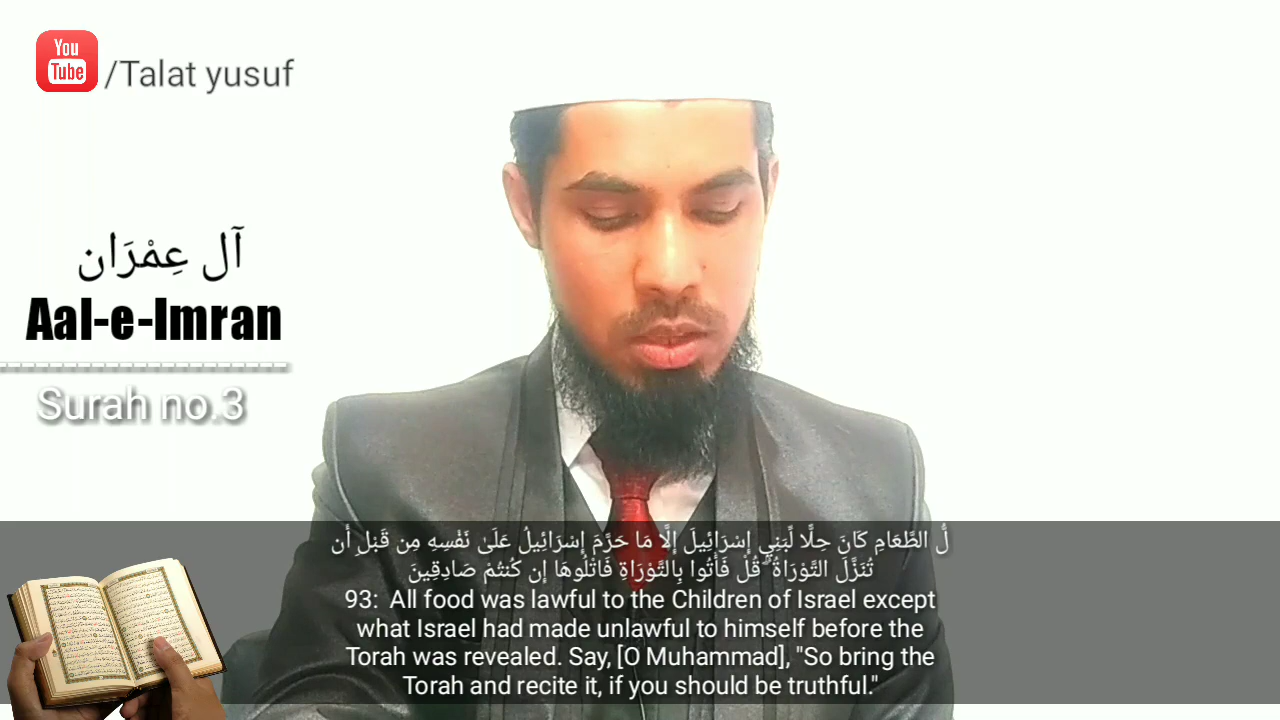 You
Tube
/Talat yusuf
آل عِمْرَان
Aal-e-Imran
Surah no.3
لُّ الطَّعَامِ كَانَ حِلًّا لِّبَنِي إِسْرَائِيلَ إِلَّا مَا حَرَّمَ إِسْرَائِيلُ عَلَىٰ نَفْسِهِ مِن قَبْلِ أَن
تُنَزَّلَ التَّوْرَاةُ ۗ قُلْ فَأْتُوا بِالتَّوْرَاةِ فَاتْلُوهَا إِن كُنتُمْ صَادِقِينَ
93: All food was lawful to the Children of Israel except
what Israel had made unlawful to himself before the
Torah was revealed. Say, [O Muhammad], "So bring the
Torah and recite it, if you should be truthful."